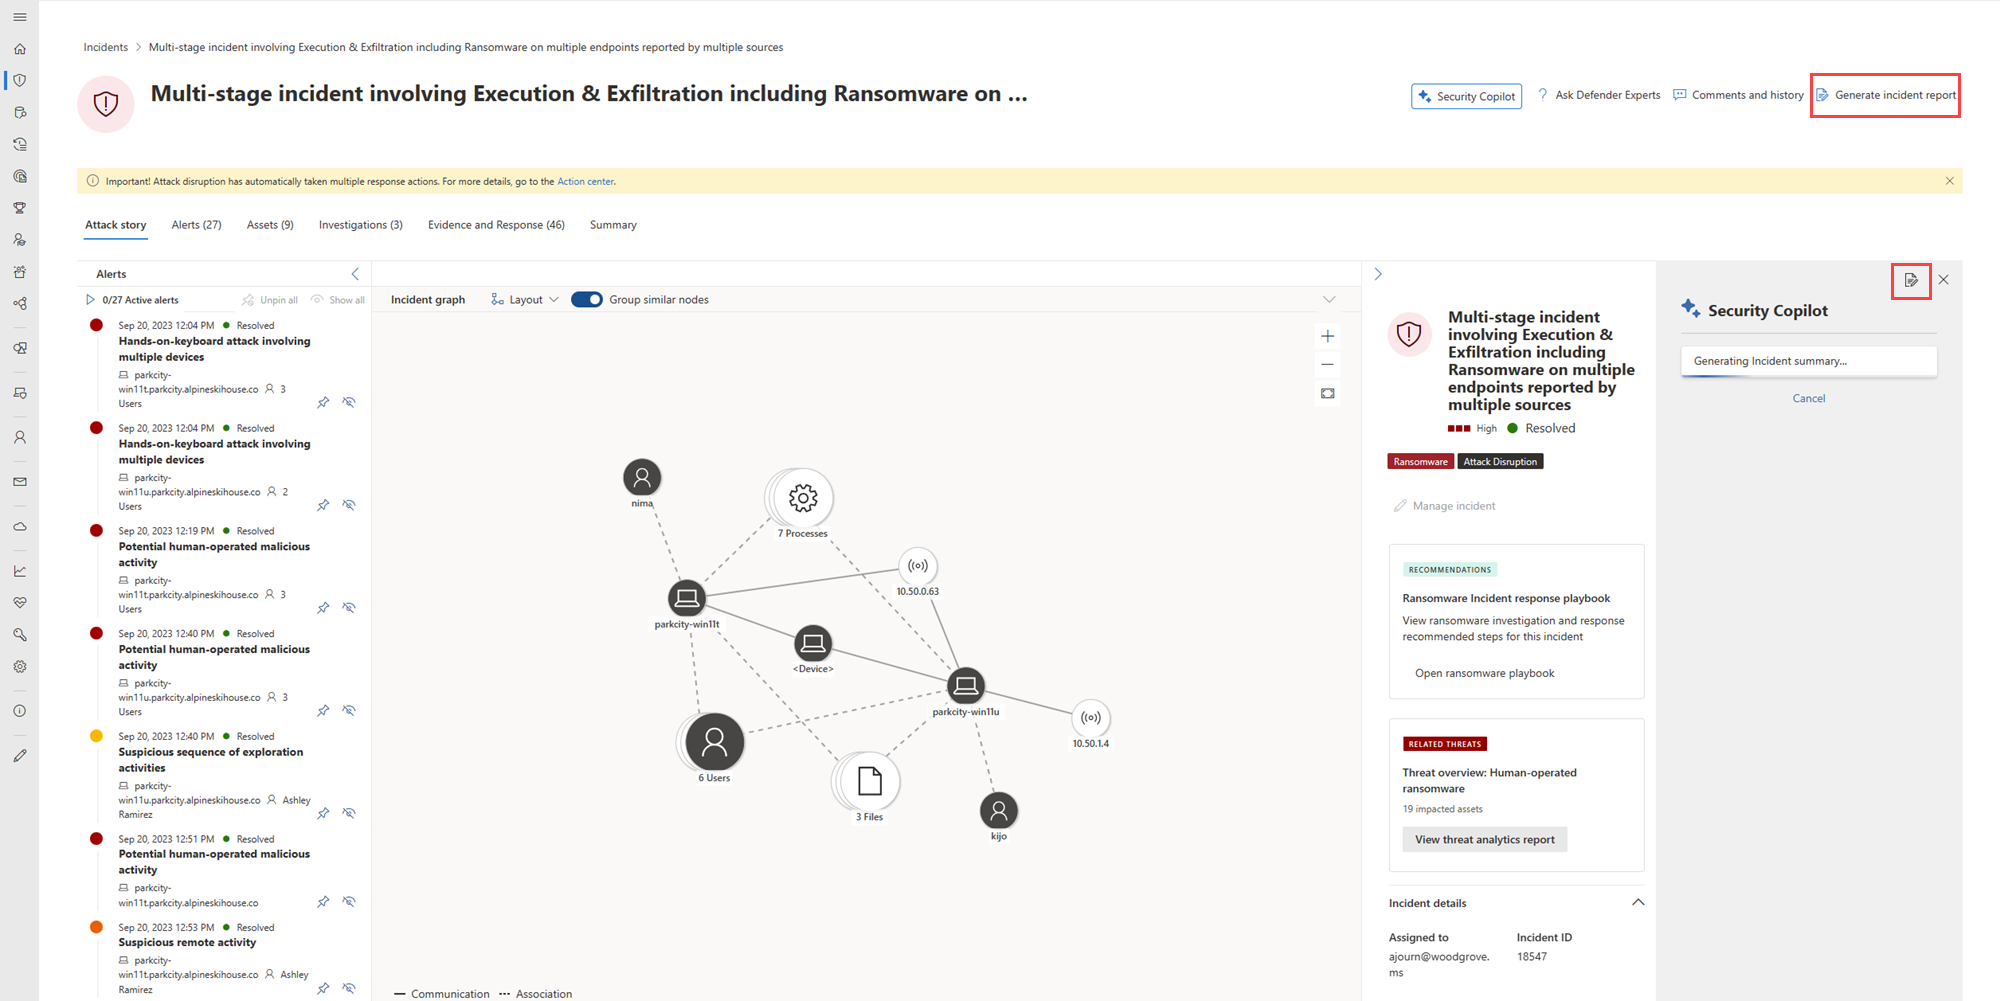 Incidents > Multi-stage incident involving Execution & Exfiltration including Ransomware on multiple endpoints reported by multiple sources
Multi-stage incident involving Execution & Exfiltration including Ransomware on ...
Security Copilot
? Ask Defender Experts
Comments and history
Generate incident report
Important! Attack disruption has automatically taken multiple response actions. For more details, go to the Action center.
Attack story
Alerts (27)
Assets (9)
Investigations (3)
Evidence and Response (46)
Summary
Alerts
0/27 Active alerts
Unpin all
Show all
Sep 20, 2023 12:04 PM Resolved
Hands-on-keyboard attack involving
multiple devices
parkcity-
win11t.parkcity.alpineskihouse.co 3
Users
Sep 20, 2023 12:04 PM Resolved
Hands-on-keyboard attack involving
multiple devices
parkcity-
win11u.parkcity.alpineskihouse.co 2
Users
Sep 20, 2023 12:19 PM Resolved
Potential human-operated malicious
activity
parkcity-
win11t.parkcity.alpineskihouse.co 3
Users
Sep 20, 2023 12:40 PM Resolved
Potential human-operated malicious
activity
parkcity-
win11u.parkcity.alpineskihouse.co 3
Users
Sep 20, 2023 12:40 PM Resolved
Suspicious sequence of exploration
activities
parkcity-
win11u.parkcity.alpineskihouse.co Ashley
Ramirez
Sep 20, 2023 12:51 PM Resolved
Potential human-operated malicious
activity
parkcity-
win11t.parkcity.alpineskihouse.co
Sep 20, 2023 12:53 PM Resolved
Suspicious remote activity
parkcity-
win11t.parkcity.alpineskihouse.co Ashley
Ramirez
Incident graph
Layout
Group similar nodes
nima
7 Processes
10.50.0.63
parkcity-win11t
<Device>
parkcity-win11u
10.50.1.4
6 Users
3 Files
kijo
Communication
Association
Multi-stage incident
involving Execution &
Exfiltration including
Ransomware on multiple
endpoints reported by
multiple sources
High Resolved
Ransomware
Attack Disruption
Manage incident
RECOMMENDATIONS
Ransomware Incident response playbook
View ransomware investigation and response
recommended steps for this incident
Open ransomware playbook
RELATED THREATS
Threat overview: Human-operated
ransomware
19 impacted assets
View threat analytics report
Incident details
Assigned to
ajourn@woodgrove.
ms
Incident ID
18547
Security Copilot
Generating Incident summary...
Cancel